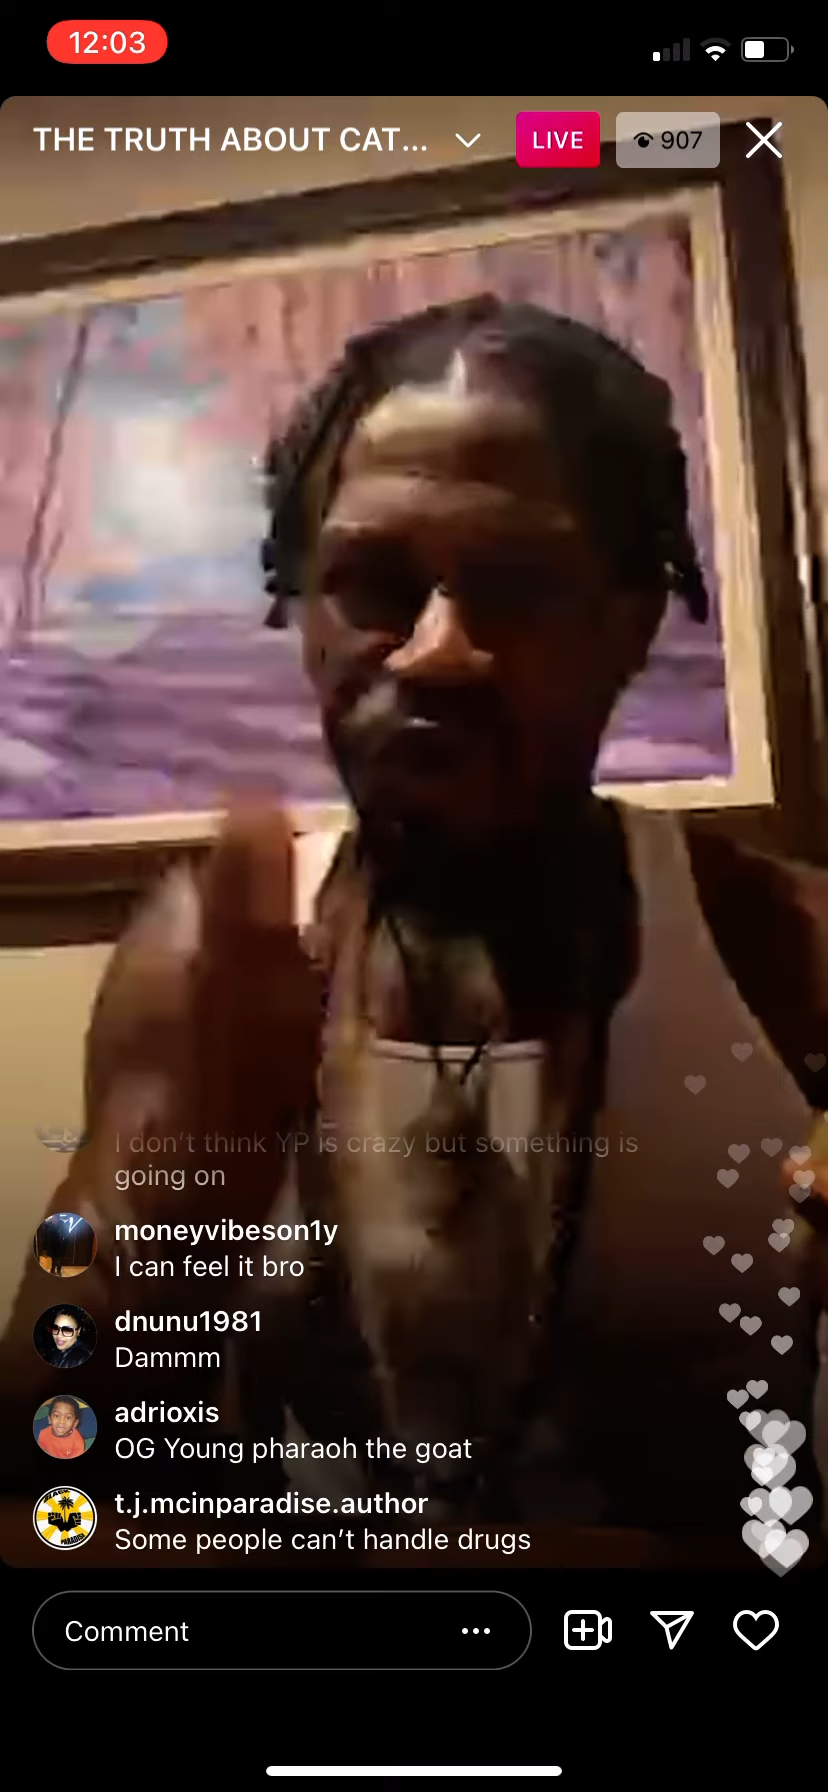 12:03
THE TRUTH ABOUT CAT...
LIVE
907
I don't think YP is crazy but something is
going on
moneyvibeson1y
I can feel it bro
dnunu1981
Dammm
adrioxis
OG Young pharaoh the goat
t.j.mcinparadise.author
Some people can't handle drugs
Comment